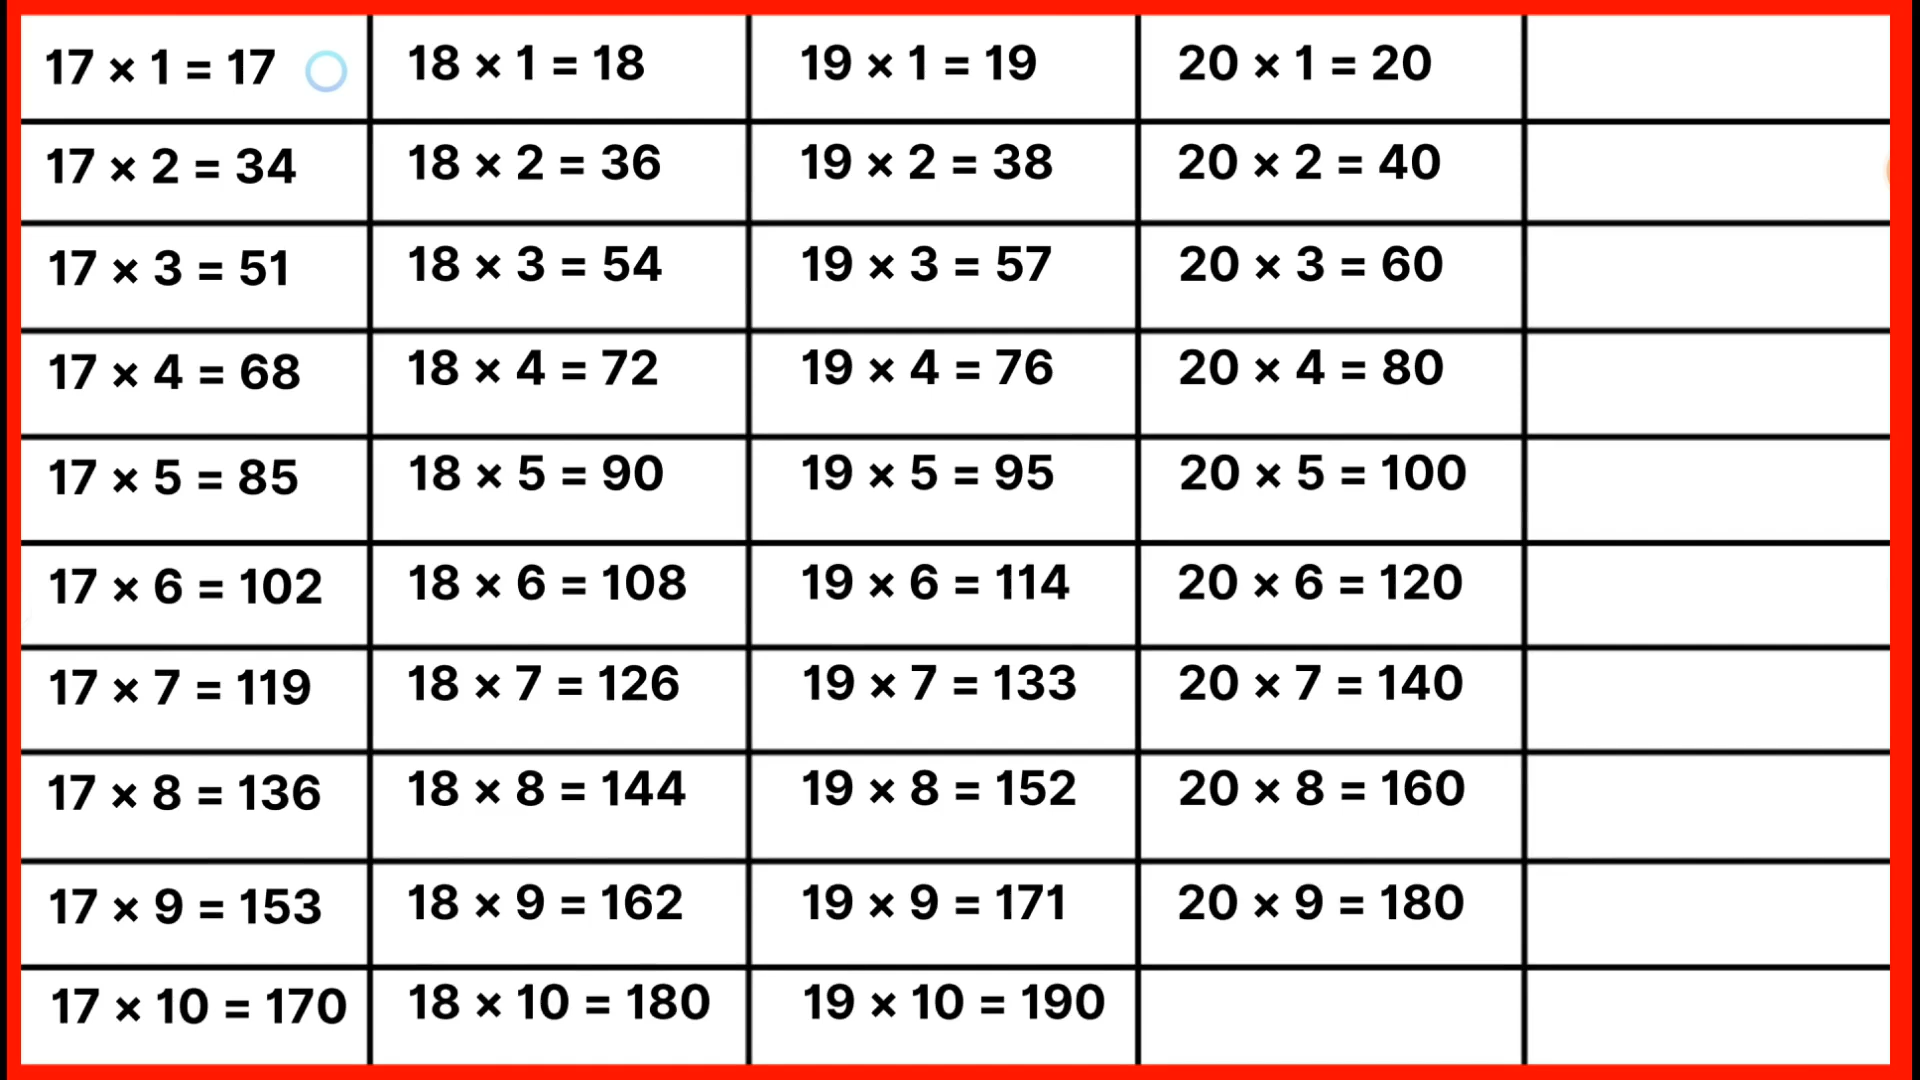 17 × 1 = 17
18 × 1 = 18
19 × 1 = 19
20 × 1 = 20
17 × 2 = 34
18 × 2 = 36
19 × 2 = 38
20 × 2 = 40
17 × 3 = 51
18 × 3 = 54
19 × 3 = 57
20 × 3 = 60
17 × 4 = 68
18 × 4 = 72
19 × 4 = 76
20 × 4 = 80
17 × 5 = 85
18 × 5 = 90
19 × 5 = 95
20 × 5 = 100
17 × 6 = 102
18 × 6 = 108
19 × 6 = 114
20 × 6 = 120
17 × 7 = 119
18 × 7 = 126
19 × 7 = 133
20 × 7 = 140
17 × 8 = 136
18 × 8 = 144
19 × 8 = 152
20 × 8 = 160
17 × 9 = 153
18 × 9 = 162
19 × 9 = 171
20 × 9 = 180
17 × 10 = 170
18 × 10 = 180
19 × 10 = 190